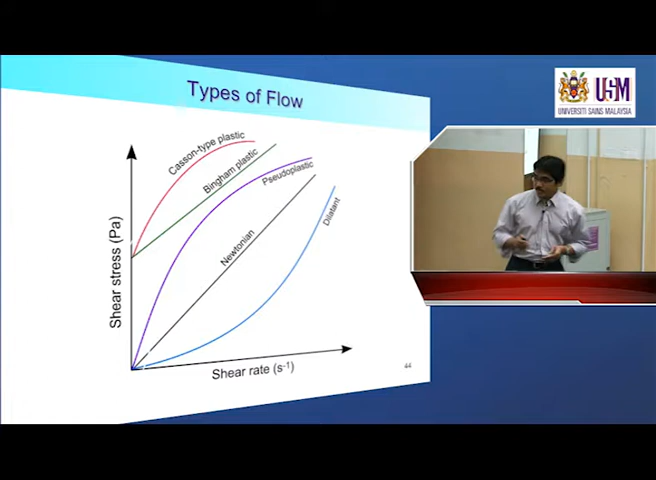 Types of Flow
USM
UNIVERSITI SAINS MALAYSIA
Casson-type plastic
Bingham plastic
Pseudoplastic
Newtonian
Dilatant
Shear stress (Pa)
Shear rate (s-1)
44